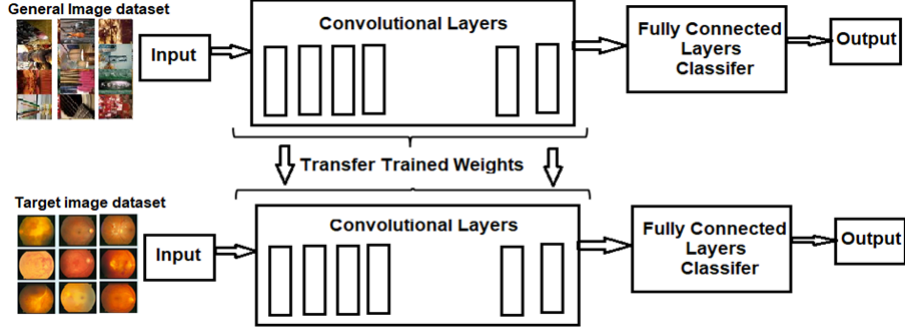 General Image dataset
Input
Convolutional Layers
Fully Connected
Layers
Classifer
Output
Transfer Trained Weights
Target image dataset
Input
Convolutional Layers
Fully Connected
Layers
Classifer
Output